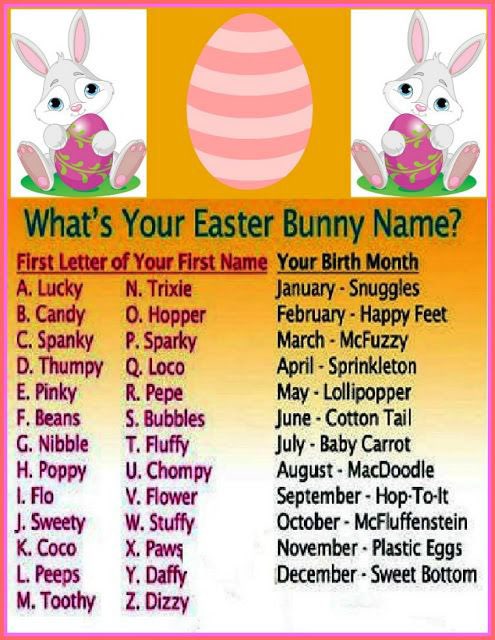 What's Your Easter Bunny Name?
First Letter of Your First Name
A. Lucky
B. Candy
C. Spanky
D. Thumpy
E. Pinky
F. Beans
G. Nibble
H. Poppy
I. Flo
J. Sweety
K. Coco
L. Peeps
M. Toothy
N. Trixie
O. Hopper
P. Sparky
Q. Loco
R. Pepe
S. Bubbles
T. Fluffy
U. Chompy
V. Flower
W. Stuffy
X. Paws
Y. Daffy
Z. Dizzy
Your Birth Month
January - Snuggles
February - Happy Feet
March - McFuzzy
April - Sprinkleton
May - Lollipopper
June - Cotton Tail
July - Baby Carrot
August - MacDoodle
September - Hop-To-It
October - McFluffenstein
November - Plastic Eggs
December - Sweet Bottom